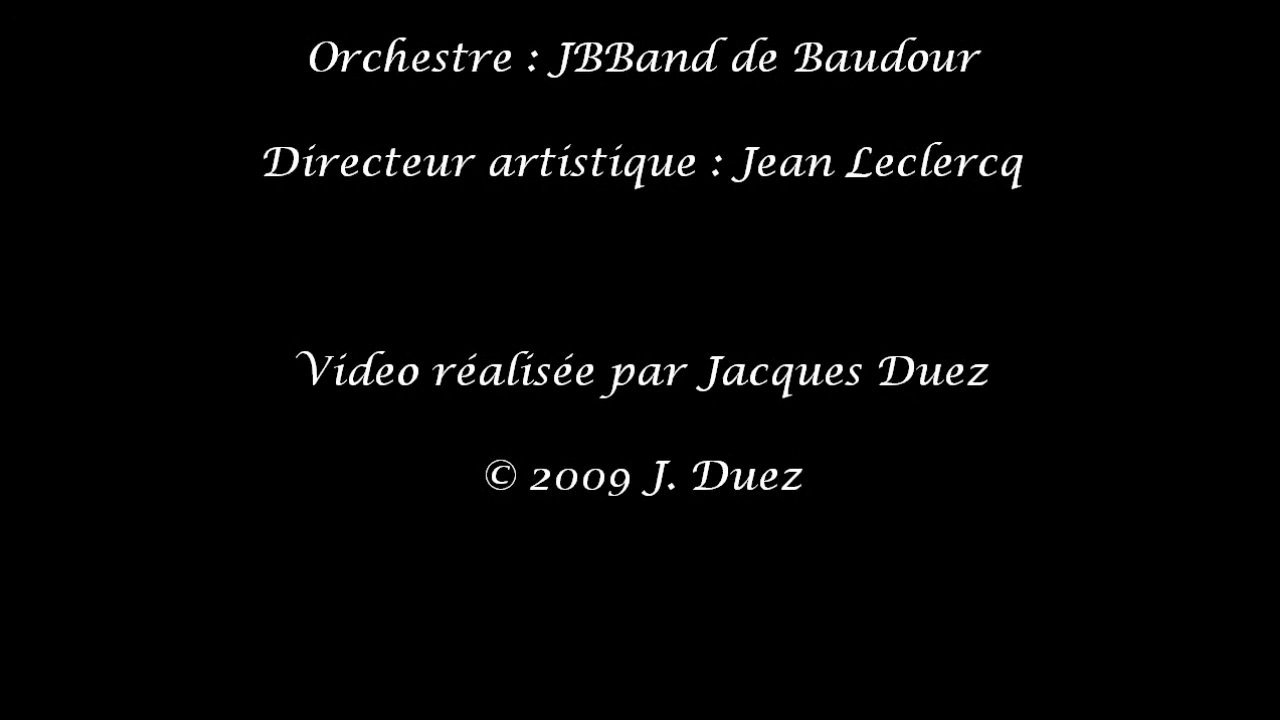 Orchestre : JBBand de Baudour
Directeur artistique : Jean Leclercq
Video réalisée par Jacques Duez
© 2009 J. Duez